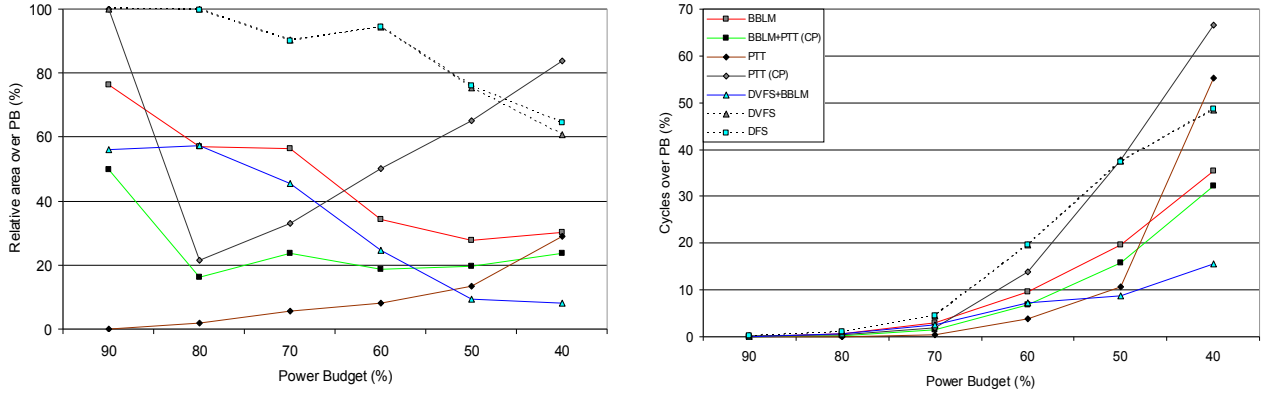 Relative area over PB (%)
100
80
60
40
20
0
90 80 70 60 50 40
Power Budget (%)
Cycles over PB (%)
70
60
50
40
30
20
10
0
BBLM
BBLM+PTT (CP)
PTT
PTT (CP)
DVFS+BBLM
DVFS
DFS
90 80 70 60 50 40
Power Budget (%)